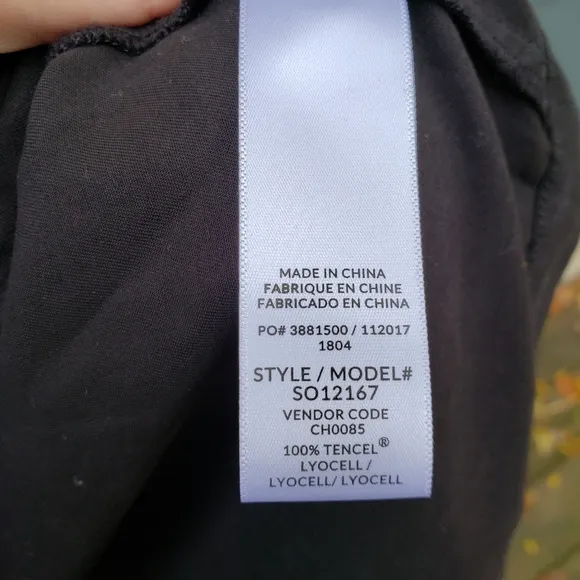 MADE IN CHINA
FABRIQUE EN CHINE
FABRICADO EN CHINA
PO# 3881500 / 112017
1804
STYLE / MODEL#
SO12167
VENDOR CODE
CH0085
100% TENCEL®
LYOCELL /
LYOCELL/ LYOCELL